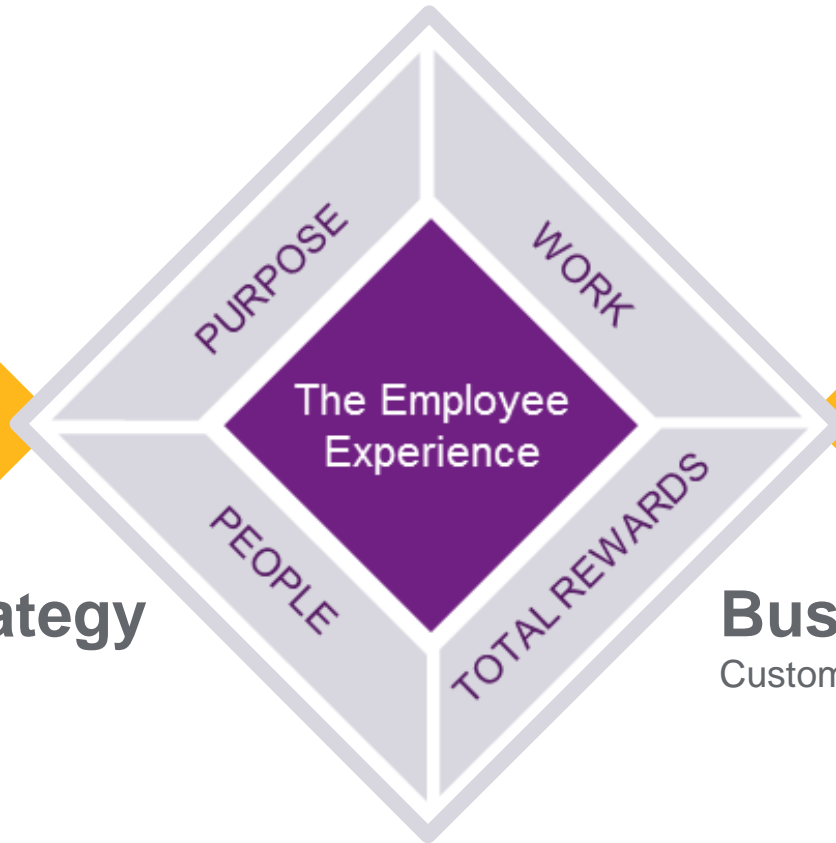 PURPOSE
WORK
The Employee
Experience
PEOPLE
TOTAL REWARDS
ategy
Bus
Custom